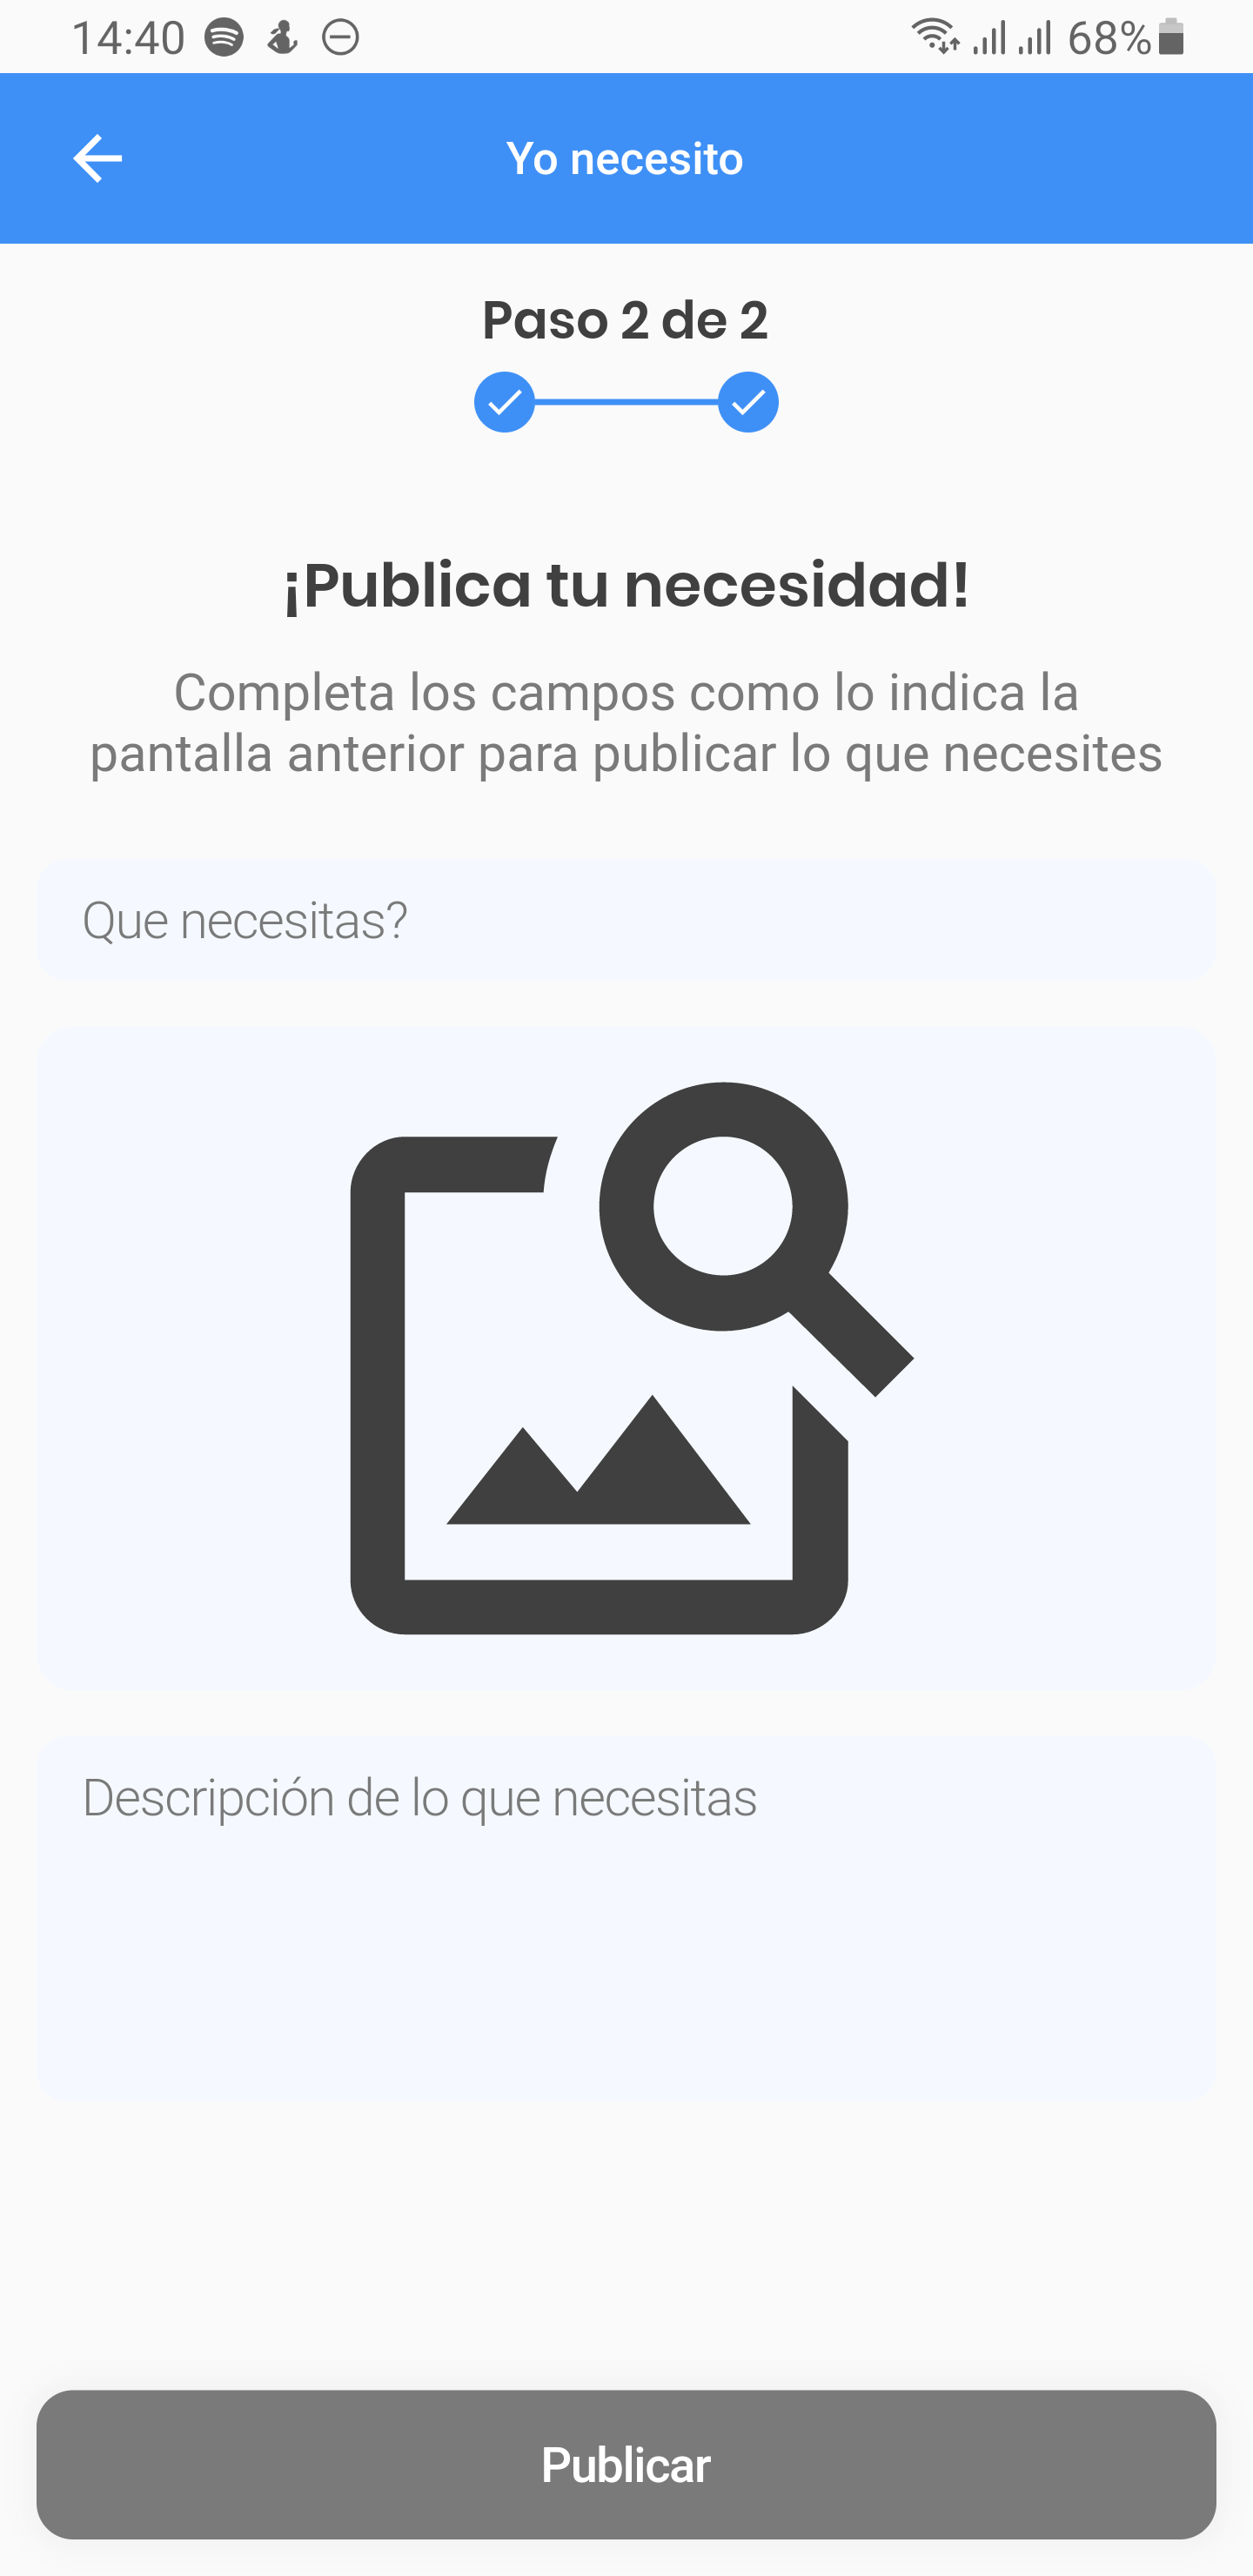 14:40 68%
Yo necesito
Paso 2 de 2
¡Publica tu necesidad!
Completa los campos como lo indica la
pantalla anterior para publicar lo que necesites
Que necesitas?
Descripción de lo que necesitas
Publicar